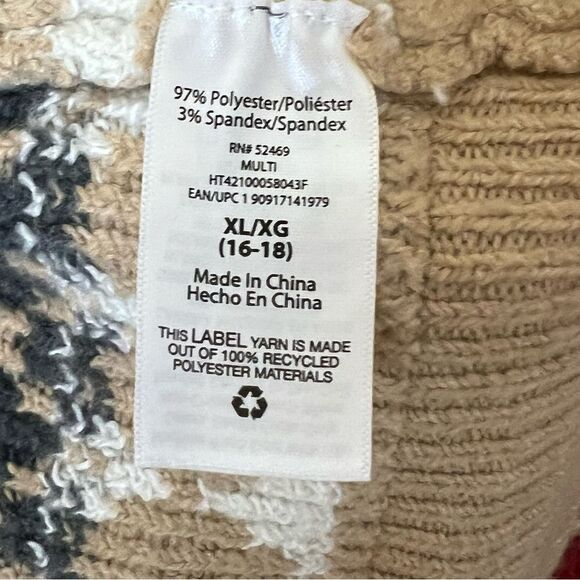 97% Polyester/Poliéster
3% Spandex/Spandex
RN# 52469
MULTI
HT42100058043F
EAN/UPC 1 90917141979
XL/XG
(16-18)
Made In China
Hecho En China
THIS LABEL YARN IS MADE
OUT OF 100% RECYCLED
POLYESTER MATERIALS